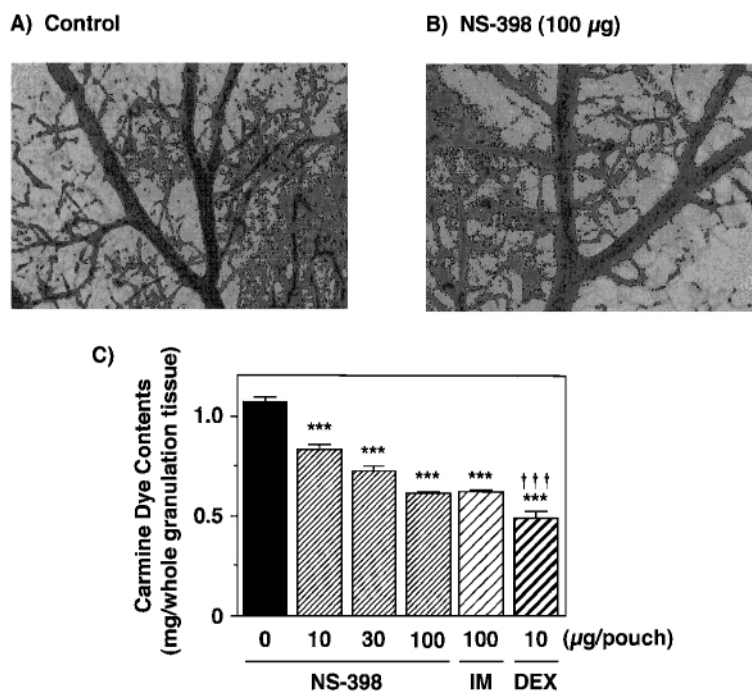 A) Control
B) NS-398 (100 µg)
C)
Carmine Dye Contents
(mg/whole granulation tissue)
1.0
0.5
0
***
***
***
***
†††
***
0 10 30 100 100 10 (µg/pouch)
NS-398 IM DEX